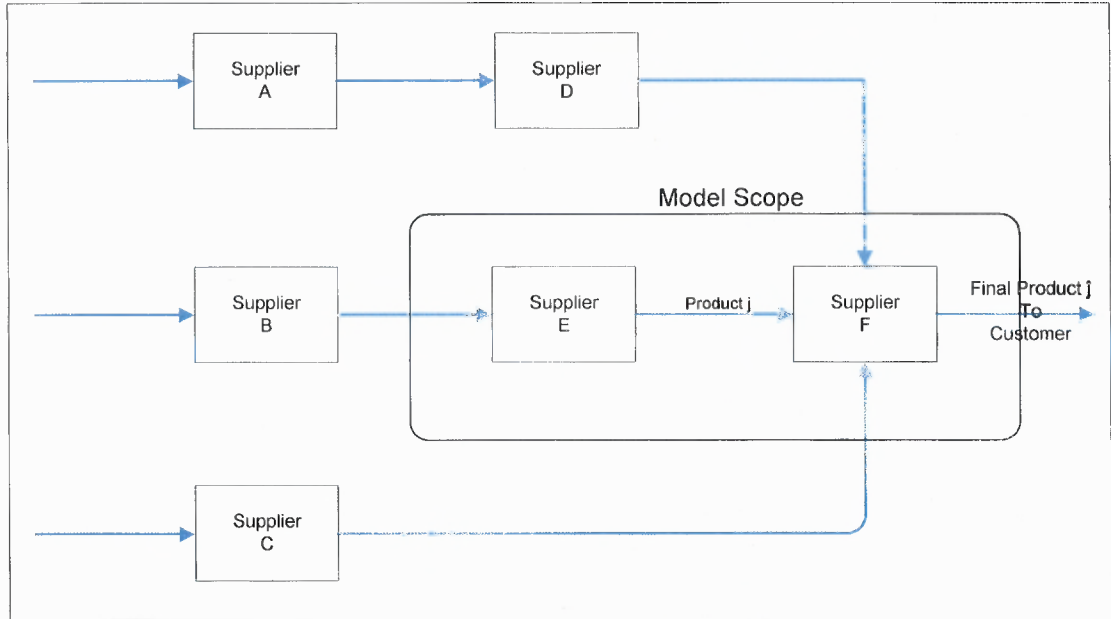 Supplier
A
Supplier
D
Model Scope
Supplier
B
Supplier
E
Product j
Supplier
F
Final Product ĵ
To
Customer
Supplier
C